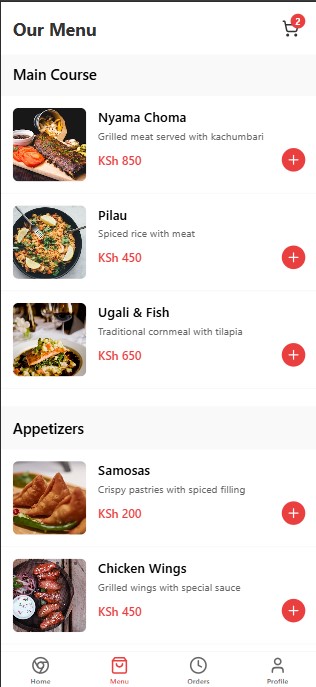 Our Menu
2
Main Course
Nyama Choma
Grilled meat served with kachumbari
KSh 850
Pilau
Spiced rice with meat
KSh 450
Ugali & Fish
Traditional cornmeal with tilapia
KSh 650
Appetizers
Samosas
Crispy pastries with spiced filling
KSh 200
Chicken Wings
Grilled wings with special sauce
KSh 450
Home Menu Orders Profile